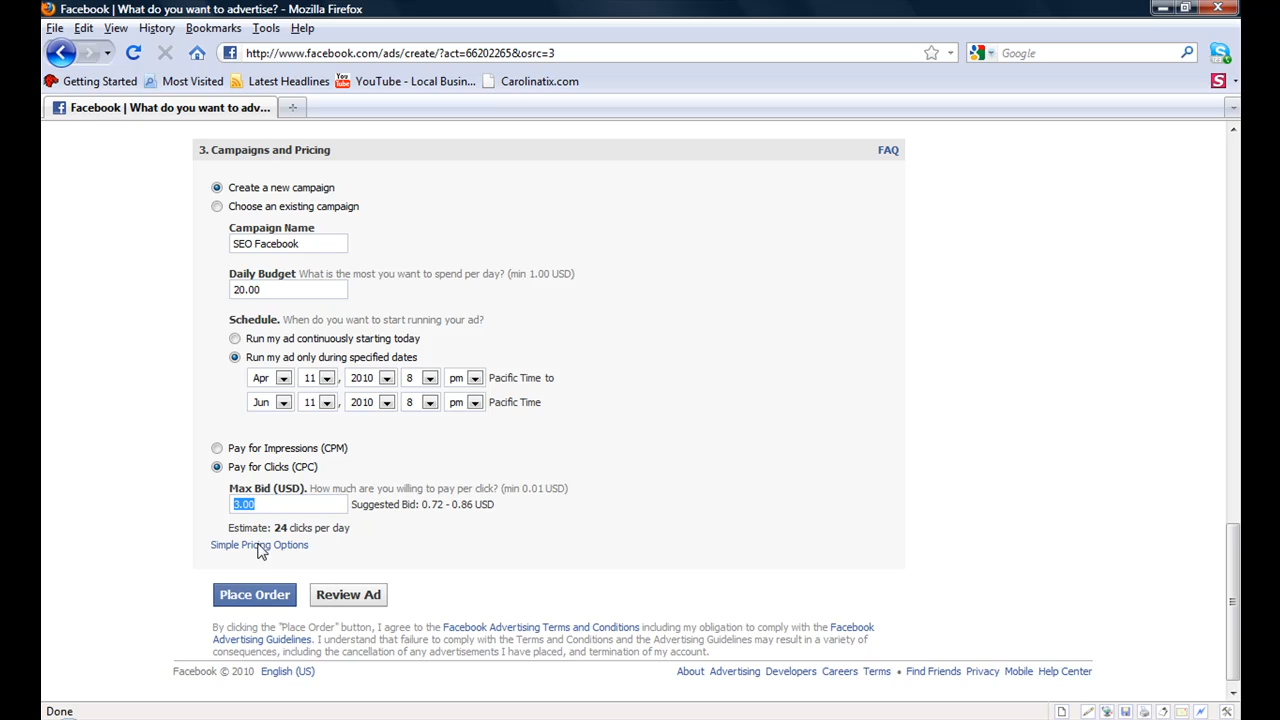 Facebook | What do you want to advertise? - Mozilla Firefox
File Edit View History Bookmarks Tools Help
http://www.facebook.com/ads/create/?act=66202265&osrc=3
Google
Getting Started Most Visited Latest Headlines You Tube YouTube - Local Busin... Carolinatix.com S
Facebook | What do you want to adv...
3. Campaigns and Pricing FAQ
Create a new campaign
Choose an existing campaign
Campaign Name
SEO Facebook
Daily Budget What is the most you want to spend per day? (min 1.00 USD)
20.00
Schedule. When do you want to start running your ad?
Run my ad continuously starting today
Run my ad only during specified dates
Apr 11 , 2010 8 pm Pacific Time to
Jun 11 , 2010 8 pm Pacific Time
Pay for Impressions (CPM)
Pay for Clicks (CPC)
Max Bid (USD). How much are you willing to pay per click? (min 0.01 USD)
3.00 Suggested Bid: 0.72 - 0.86 USD
Estimate: 24 clicks per day
Simple Pricing Options
Place Order Review Ad
By clicking the "Place Order" button, I agree to the Facebook Advertising Terms and Conditions including my obligation to comply with the Facebook
Advertising Guidelines. I understand that failure to comply with the Terms and Conditions and the Advertising Guidelines may result in a variety of
consequences, including the cancellation of any advertisements I have placed, and termination of my account.
Facebook © 2010 English (US) About Advertising Developers Careers Terms • Find Friends Privacy Mobile Help Center
Done